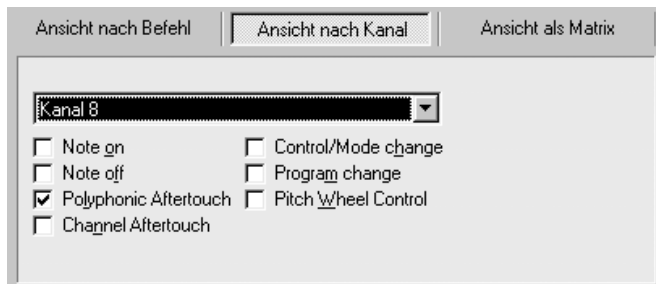 Ansicht nach Befehl Ansicht nach Kanal Ansicht als Matrix
Kanal 8
Note on Control/Mode change
Note off Program change
Polyphonic Aftertouch Pitch Wheel Control
Channel Aftertouch